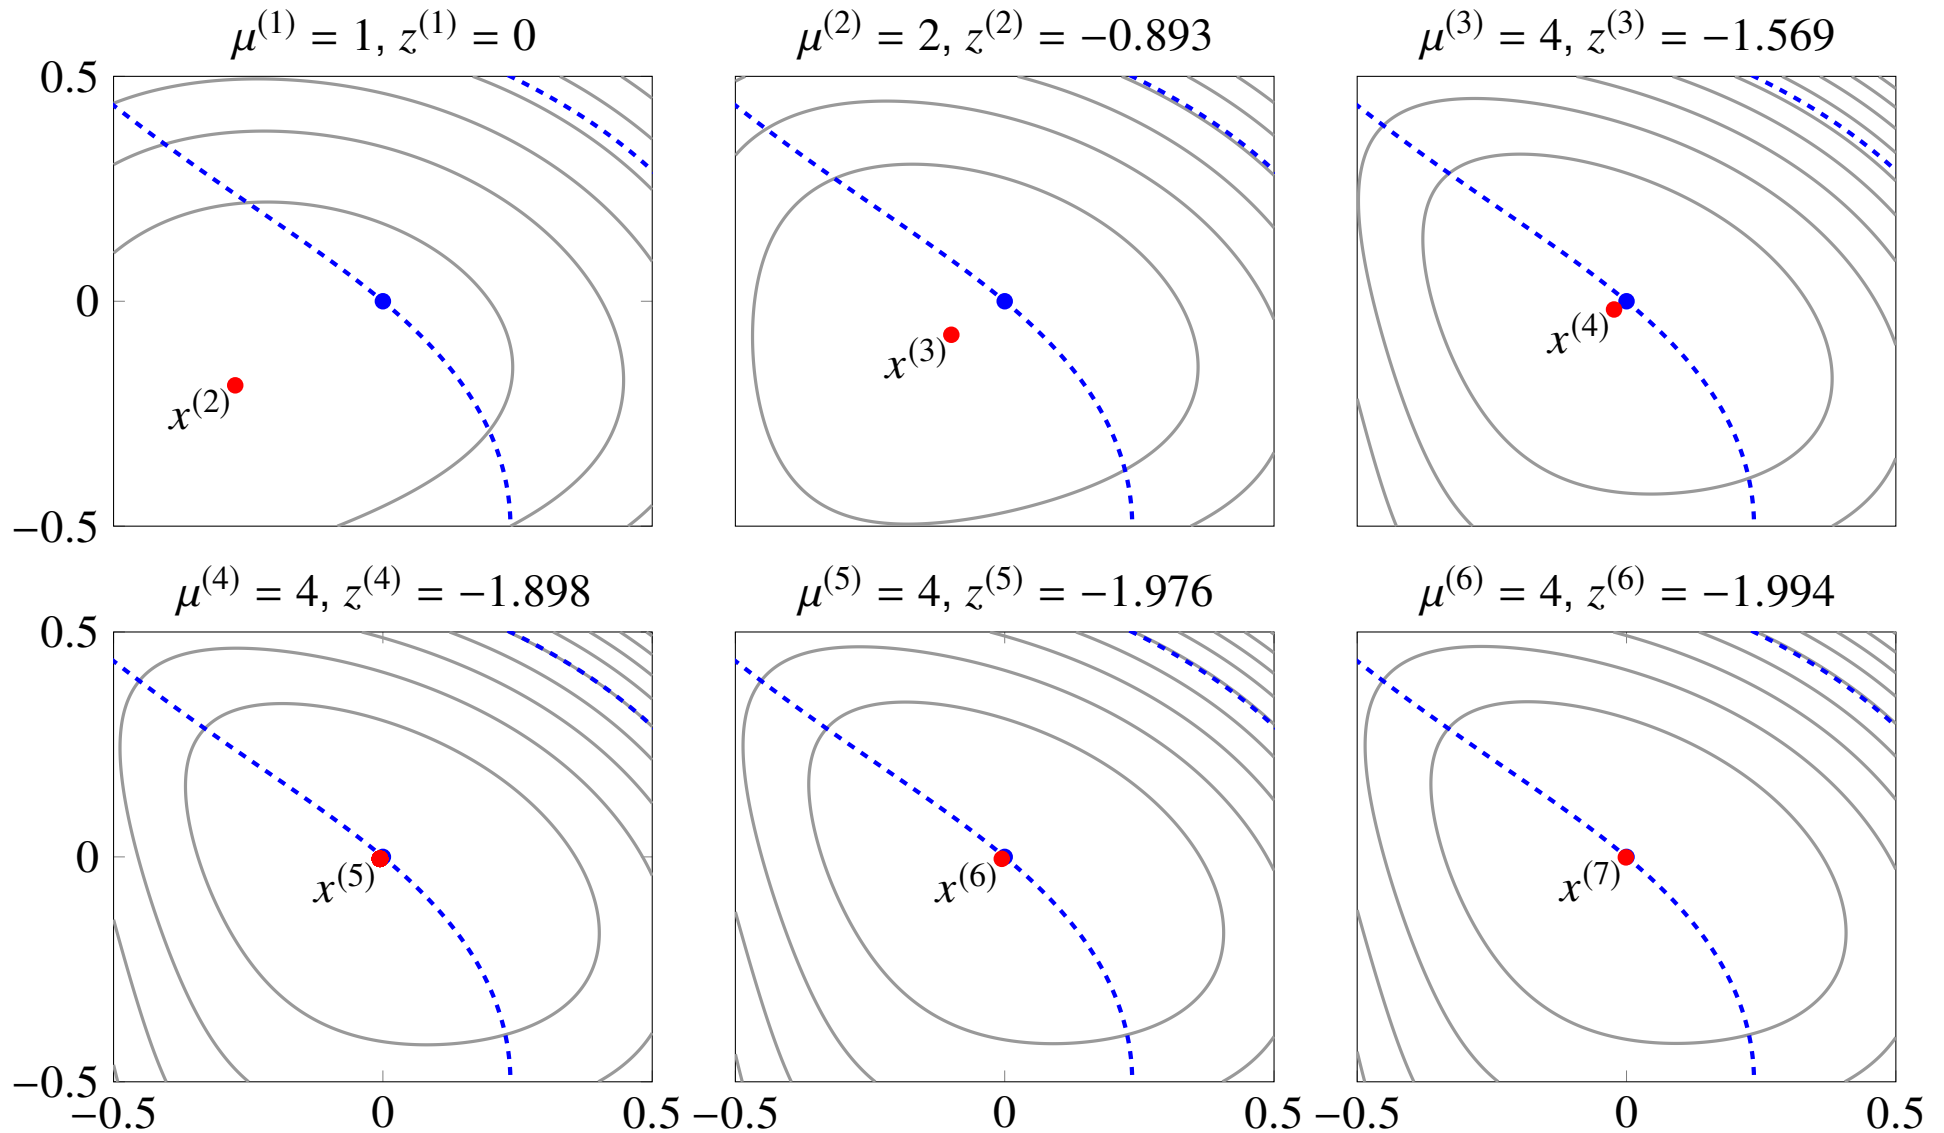 μ⁽¹⁾ = 1, z⁽¹⁾ = 0
μ⁽²⁾ = 2, z⁽²⁾ = −0.893
μ⁽³⁾ = 4, z⁽³⁾ = −1.569
0.5
0
−0.5
x⁽²⁾
x⁽³⁾
x⁽⁴⁾
μ⁽⁴⁾ = 4, z⁽⁴⁾ = −1.898
μ⁽⁵⁾ = 4, z⁽⁵⁾ = −1.976
μ⁽⁶⁾ = 4, z⁽⁶⁾ = −1.994
0.5
0
−0.5
x⁽⁵⁾
x⁽⁶⁾
x⁽⁷⁾
−0.5 0 0.5
−0.5 0 0.5
−0.5 0 0.5